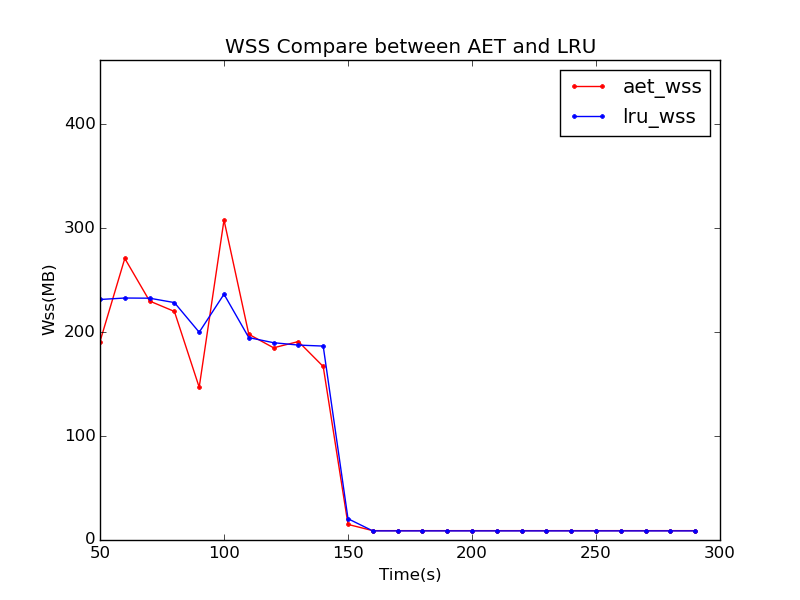 WSS Compare between AET and LRU
aet_wss
lru_wss
400
300
200
100
0
Wss(MB)
50 100 150 200 250 300
Time(s)